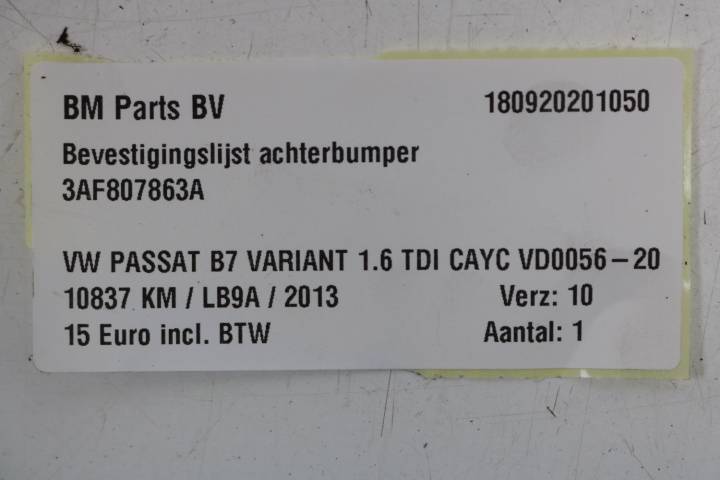 BM Parts BV 180920201050
Bevestigingslijst achterbumper
3AF807863A
VW PASSAT B7 VARIANT 1.6 TDI CAYC VD0056-20
10837 KM / LB9A / 2013 Verz: 10
15 Euro incl. BTW Aantal: 1